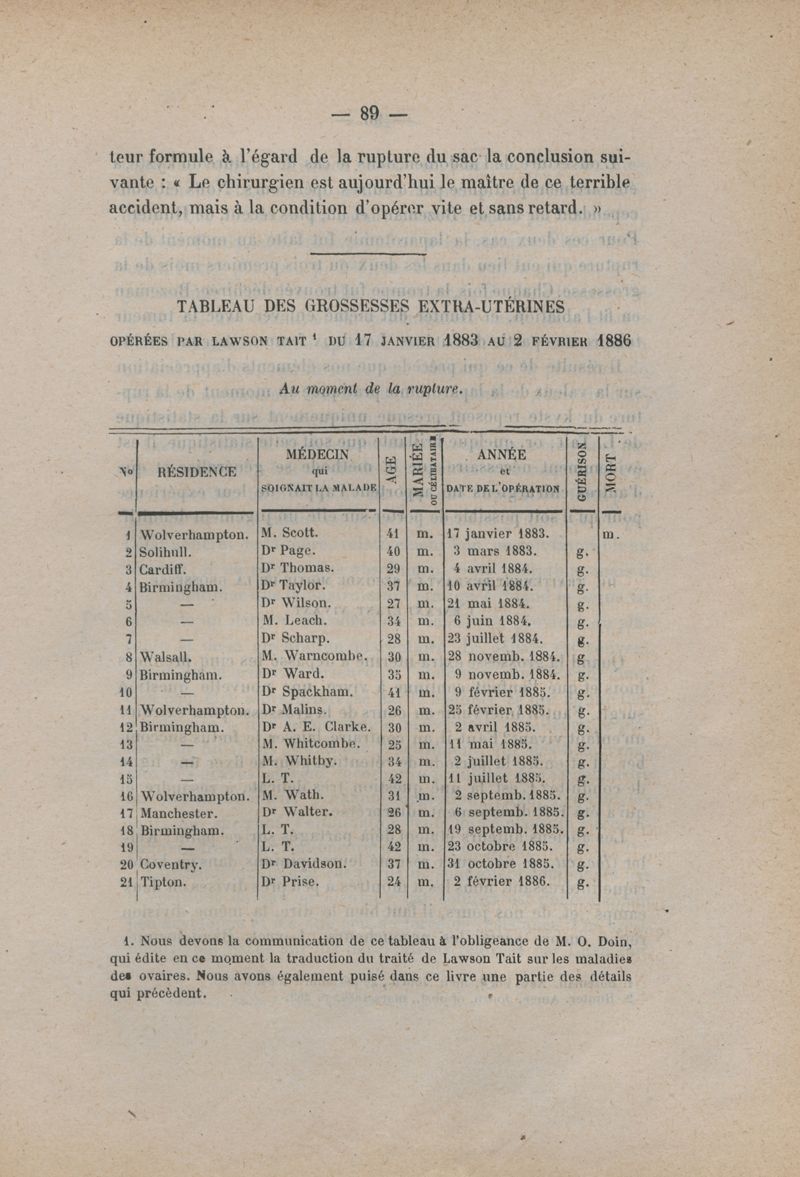 — 89 —
teur formule à l'égard de la rupture du sac la conclusion sui-
vante : « Le chirurgien est aujourd'hui le maître de ce terrible
accident, mais à la condition d'opérer vite et sans retard. »
TABLEAU DES GROSSESSES EXTRA-UTÉRINES
OPÉRÉES PAR LAWSON TAIT ¹ DU 17 JANVIER 1883 AU 2 FÉVRIER 1886
Au moment de la rupture.
No RÉSIDENCE MÉDECIN qui SOIGNAIT LA MALADE AGE MARIÉE OU CÉLIBATAIRE ANNÉE et DATE DE L'OPÉRATION GUÉRISON MORT
1 Wolverhampton. M. Scott. 41 m. 17 janvier 1883. m.
2 Solihull. Dr Page. 40 m. 3 mars 1883. g.
3 Cardiff. Dr Thomas. 29 m. 4 avril 1884. g.
4 Birmingham. Dr Taylor. 37 m. 10 avril 1884. g.
5 — Dr Wilson. 27 m. 21 mai 1884. g.
6 — M. Leach. 34 m. 6 juin 1884. g.
7 — Dr Scharp. 28 m. 23 juillet 1884. g.
8 Walsall. M. Warncombe. 30 m. 28 novemb. 1884. g
9 Birmingham. Dr Ward. 35 m. 9 novemb. 1884. g.
10 — Dr Spackham. 41 m. 9 février 1885. g.
11 Wolverhampton. Dr Malins. 26 m. 25 février 1885. g.
12 Birmingham. Dr A. E. Clarke. 30 m. 2 avril 1885. g.
13 — M. Whitcombe. 25 m. 11 mai 1885. g.
14 — M. Whitby. 34 m. 2 juillet 1885. g.
15 — L. T. 42 m. 11 juillet 1885. g.
16 Wolverhampton. M. Wath. 31 m. 2 septemb. 1885. g.
17 Manchester. Dr Walter. 26 m. 6 septemb. 1885. g.
18 Birmingham. L. T. 28 m. 19 septemb. 1885. g.
19 — L. T. 42 m. 23 octobre 1885. g.
20 Coventry. Dr Davidson. 37 m. 31 octobre 1885. g.
21 Tipton. Dr Prise. 24 m. 2 février 1886. g.
1. Nous devons la communication de ce tableau à l'obligeance de M. O. Doin,
qui édite en ce moment la traduction du traité de Lawson Tait sur les maladies
des ovaires. Nous avons également puisé dans ce livre une partie des détails
qui précèdent.